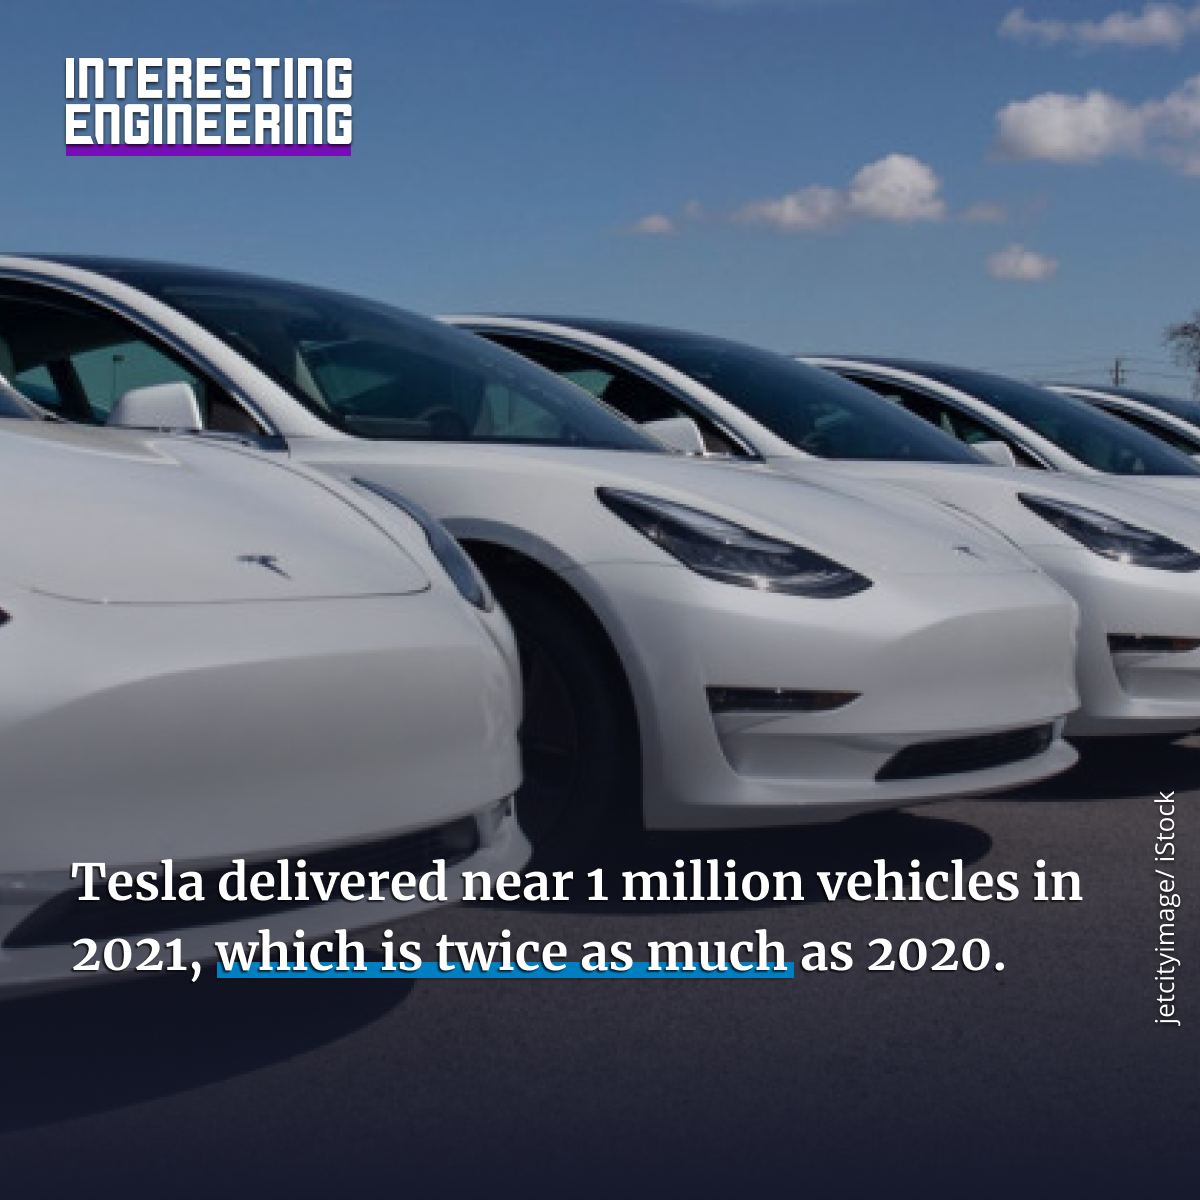 INTERESTING
ENGINEERING
Tesla delivered near 1 million vehicles in
2021, which is twice as much as 2020.
jetcityimage/ iStock